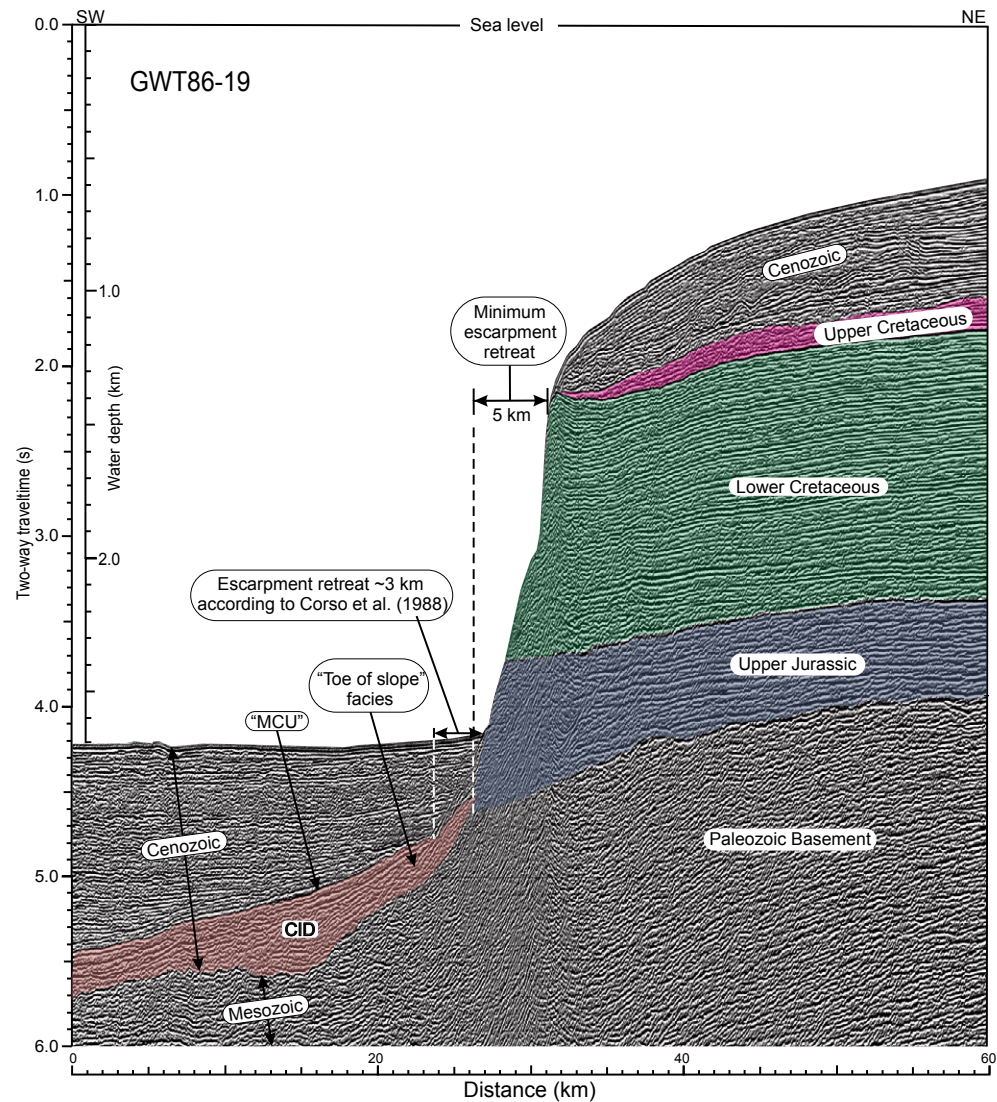 SW
Sea level
NE
0.0
GWT86-19
1.0
Cenozoic
1.0
Minimum
escarpment
retreat
Upper Cretaceous
2.0
Water depth (km)
5 km
Two-way traveltime (s)
Lower Cretaceous
3.0
2.0
Escarpment retreat ~3 km
according to Corso et al. (1988)
Upper Jurassic
“Toe of slope”
facies
4.0
“MCU”
Cenozoic
Paleozoic Basement
5.0
CID
Mesozoic
6.0
0
20
40
60
Distance (km)